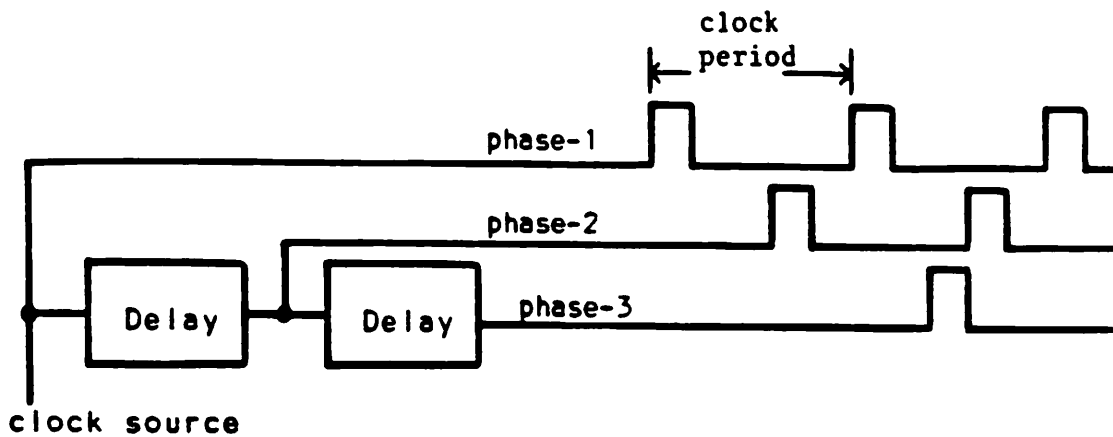 clock
period
phase-1
phase-2
Delay
Delay
phase-3
clock source